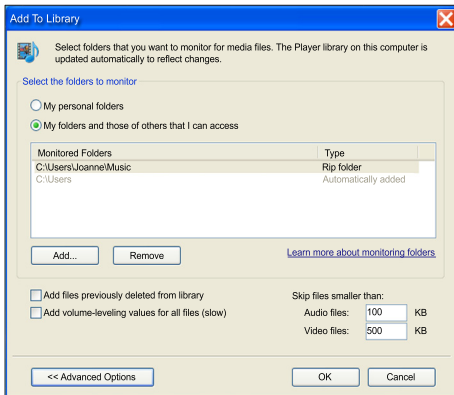 Add To Library
Select folders that you want to monitor for media files. The Player library on this computer is
updated automatically to reflect changes.
Select the folders to monitor
My personal folders
My folders and those of others that I can access
Monitored Folders Type
C:\Users\Joanne\Music Rip folder
C:\Users Automatically added
Add... Remove Learn more about monitoring folders
Add files previously deleted from library Skip files smaller than:
Add volume-leveling values for all files (slow) Audio files: 100 KB
Video files: 500 KB
<< Advanced Options OK Cancel